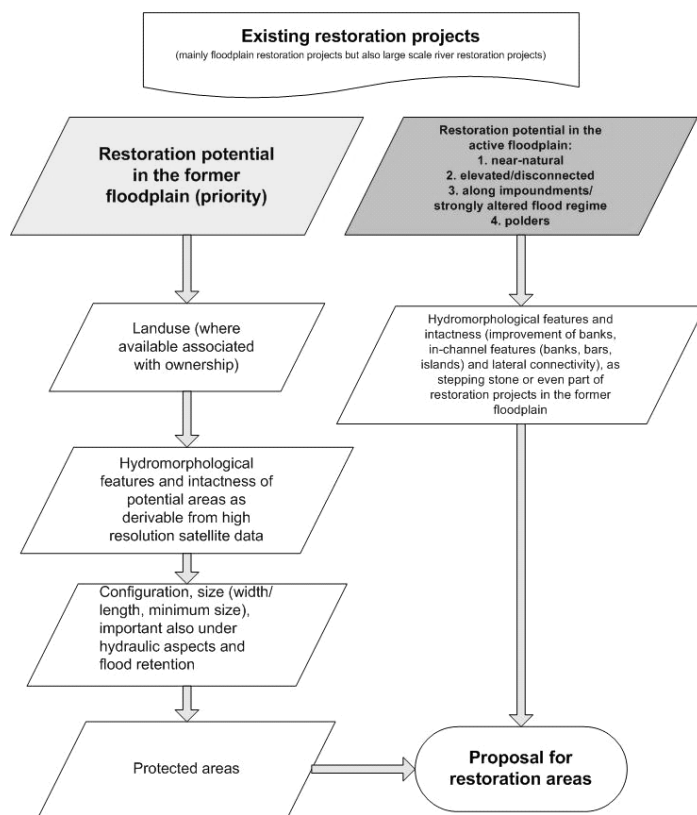 Existing restoration projects
(mainly floodplain restoration projects but also large scale river restoration projects)
Restoration potential
in the former
floodplain (priority)
Restoration potential in the
active floodplain:
1. near-natural
2. elevated/disconnected
3. along impoundments/
strongly altered flood regime
4. polders
Landuse (where
available associated
with ownership)
Hydromorphological features and
intactness (improvement of banks,
in-channel features (banks, bars,
islands) and lateral connectivity), as
stepping stone or even part of
restoration projects in the former
floodplain
Hydromorphological
features and intactness of
potential areas as
derivable from high
resolution satellite data
Configuration, size (width/
length, minimum size),
important also under
hydraulic aspects and
flood retention
Protected areas
Proposal for
restoration areas